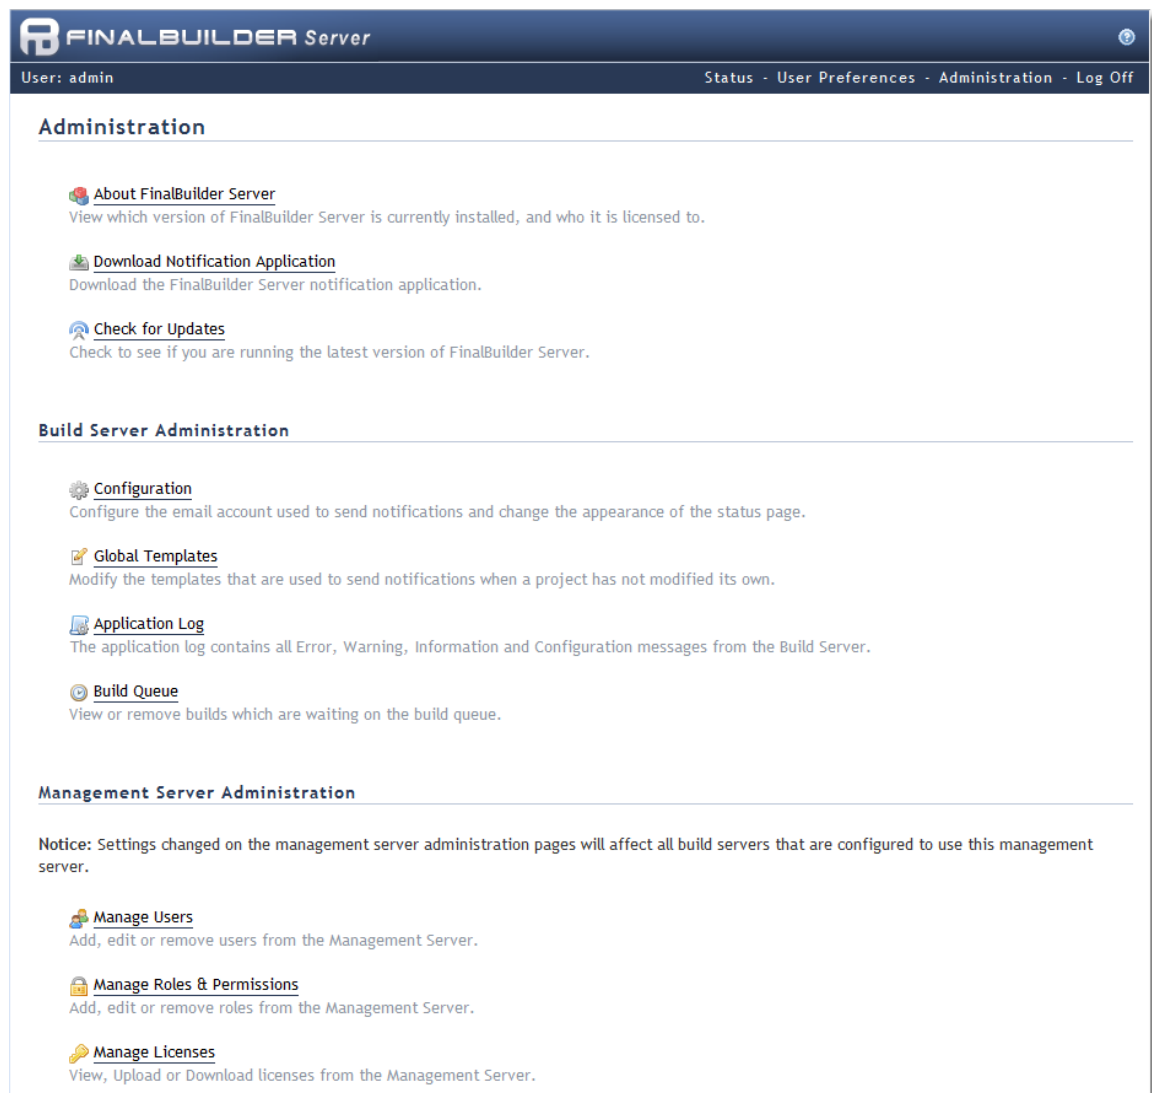 FINALBUILDER Server
User: admin
Status - User Preferences - Administration - Log Off
Administration
About FinalBuilder Server
View which version of FinalBuilder Server is currently installed, and who it is licensed to.
Download Notification Application
Download the FinalBuilder Server notification application.
Check for Updates
Check to see if you are running the latest version of FinalBuilder Server.
Build Server Administration
Configuration
Configure the email account used to send notifications and change the appearance of the status page.
Global Templates
Modify the templates that are used to send notifications when a project has not modified its own.
Application Log
The application log contains all Error, Warning, Information and Configuration messages from the Build Server.
Build Queue
View or remove builds which are waiting on the build queue.
Management Server Administration
Notice: Settings changed on the management server administration pages will affect all build servers that are configured to use this management
server.
Manage Users
Add, edit or remove users from the Management Server.
Manage Roles & Permissions
Add, edit or remove roles from the Management Server.
Manage Licenses
View, Upload or Download licenses from the Management Server.